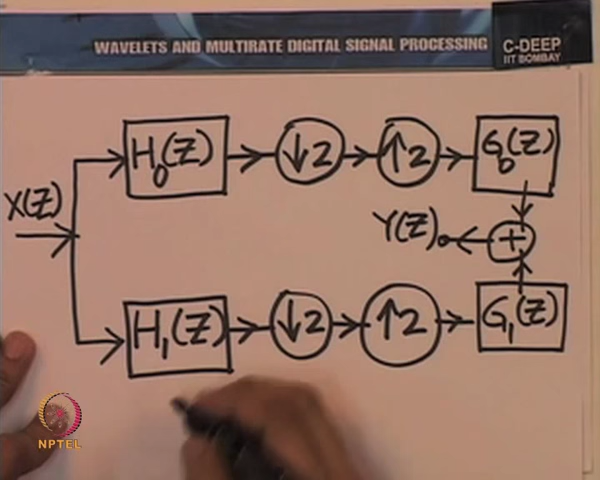 WAVELETS AND MULTIRATE DIGITAL SIGNAL PROCESSING
C-DEEP
IIT BOMBAY
H₀(Z) ↓2 ↑2 G₀(Z)
X(Z)
Y(Z) +
H₁(Z) ↓2 ↑2 G₁(Z)
NPTEL